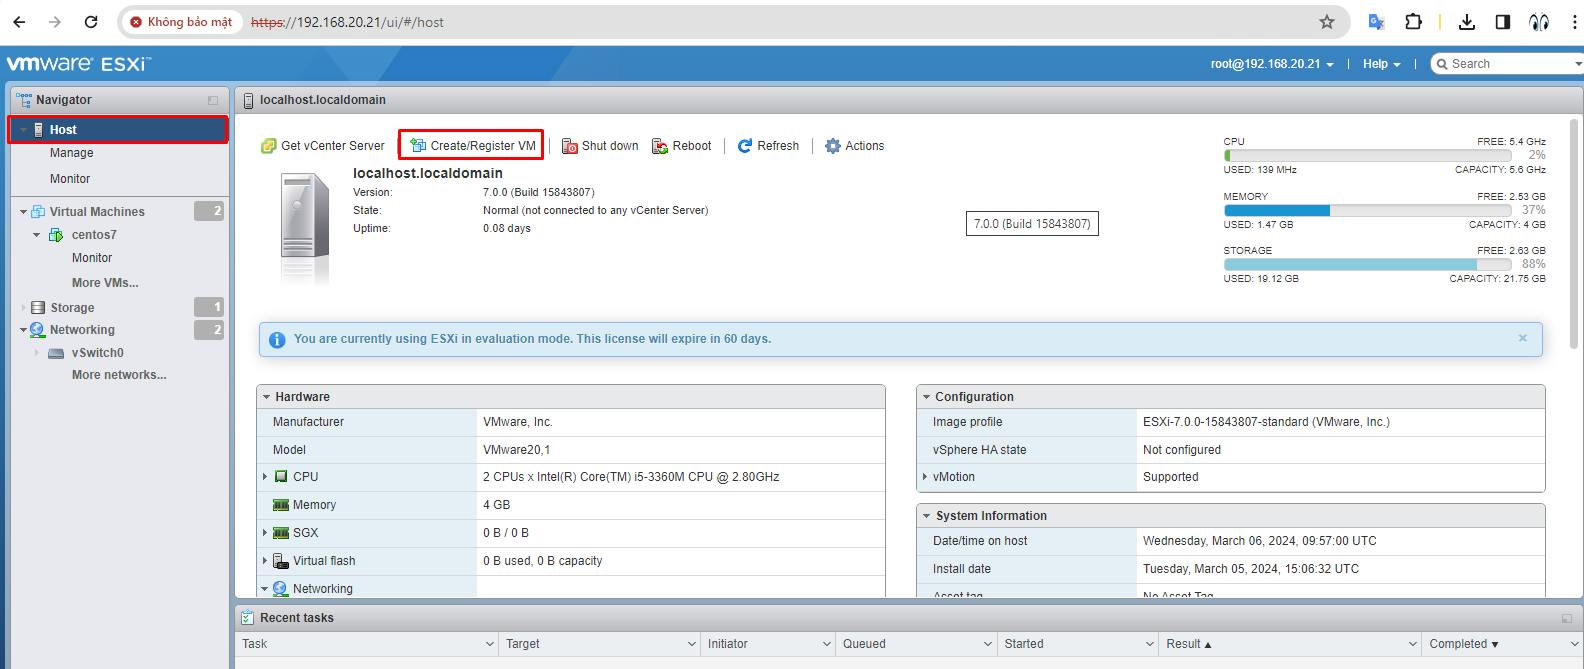 Không bảo mật https://192.168.20.21/ui/#/host
vmware ESXi™ root@192.168.20.21 | Help | Search
Navigator
Host
Manage
Monitor
Virtual Machines 2
centos7
Monitor
More VMs...
Storage 1
Networking 2
vSwitch0
More networks...
localhost.localdomain
Get vCenter Server Create/Register VM Shut down Reboot Refresh Actions
localhost.localdomain
Version: 7.0.0 (Build 15843807)
State: Normal (not connected to any vCenter Server)
Uptime: 0.08 days
7.0.0 (Build 15843807)
CPU FREE: 5.4 GHz
2%
USED: 139 MHz CAPACITY: 5.6 GHz
MEMORY FREE: 2.53 GB
37%
USED: 1.47 GB CAPACITY: 4 GB
STORAGE FREE: 2.63 GB
88%
USED: 19.12 GB CAPACITY: 21.75 GB
You are currently using ESXi in evaluation mode. This license will expire in 60 days.
Hardware
Manufacturer VMware, Inc.
Model VMware20,1
CPU 2 CPUs x Intel(R) Core(TM) i5-3360M CPU @ 2.80GHz
Memory 4 GB
SGX 0 B / 0 B
Virtual flash 0 B used, 0 B capacity
Networking
Configuration
Image profile ESXi-7.0.0-15843807-standard (VMware, Inc.)
vSphere HA state Not configured
vMotion Supported
System Information
Date/time on host Wednesday, March 06, 2024, 09:57:00 UTC
Install date Tuesday, March 05, 2024, 15:06:32 UTC
Asset tag No Asset Tag
Recent tasks
Task Target Initiator Queued Started Result ▲ Completed ▼